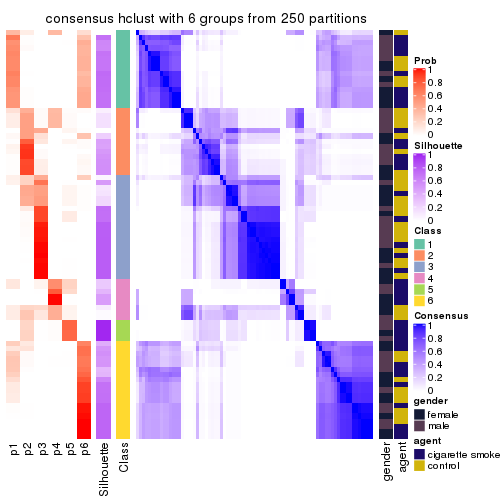 consensus hclust with 6 groups from 250 partitions
Prob
1
0.8
0.6
0.4
0.2
0
Silhouette
1
0.8
0.6
0.4
0.2
0
Class
1
2
3
4
5
6
Consensus
1
0.8
0.6
0.4
0.2
0
gender
female
male
agent
cigarette smoke
control
p1
p2
p3
p4
p5
p6
Silhouette
Class
gender
agent